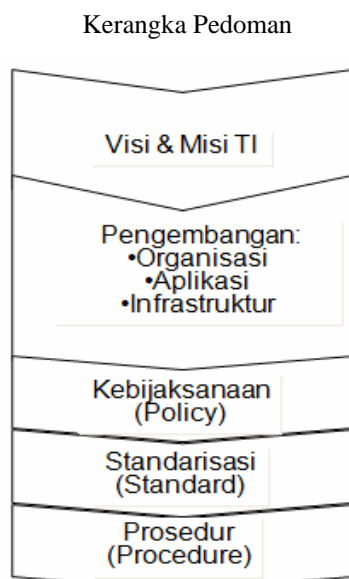 Kerangka Pedoman
Visi & Misi TI
Pengembangan:
•Organisasi
•Aplikasi
•Infrastruktur
Kebijaksanaan
(Policy)
Standarisasi
(Standard)
Prosedur
(Procedure)